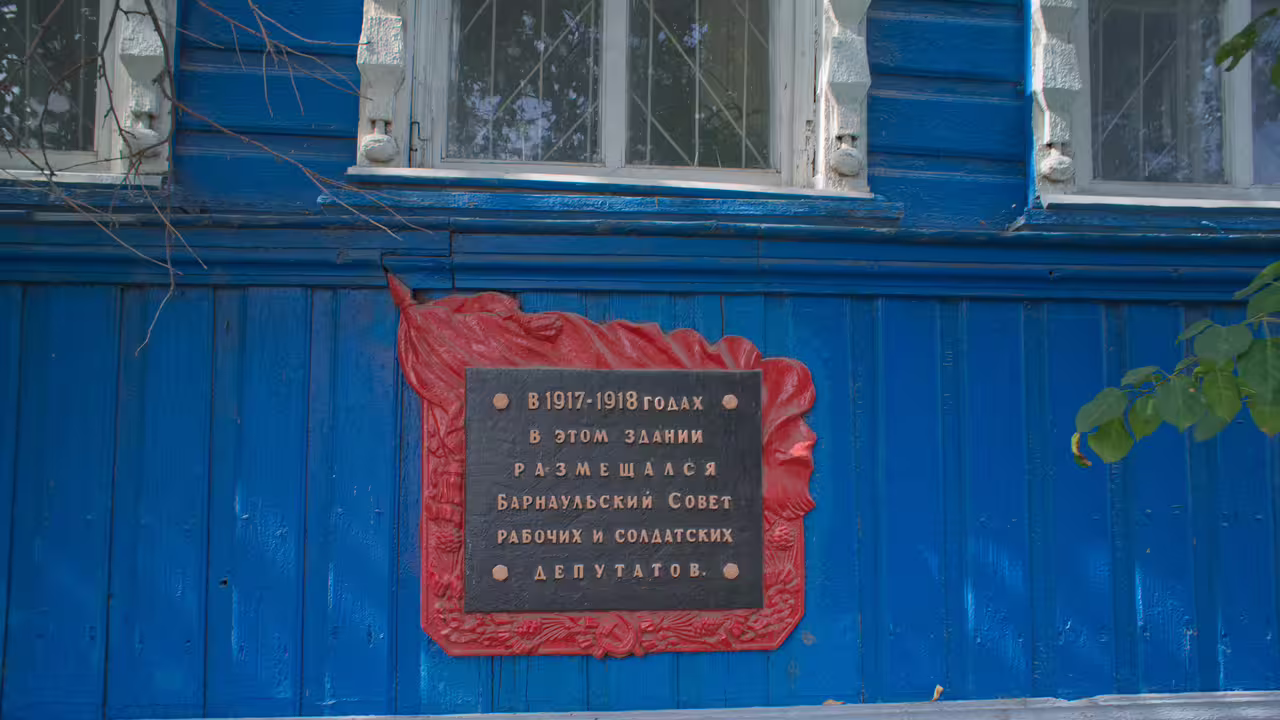 В 1917-1918 ГОДАХ
В ЭТОМ ЗДАНИИ
РАЗМЕЩАЛСЯ
БАРНАУЛЬСКИЙ СОВЕТ
РАБОЧИХ И СОЛДАТСКИХ
ДЕПУТАТОВ.